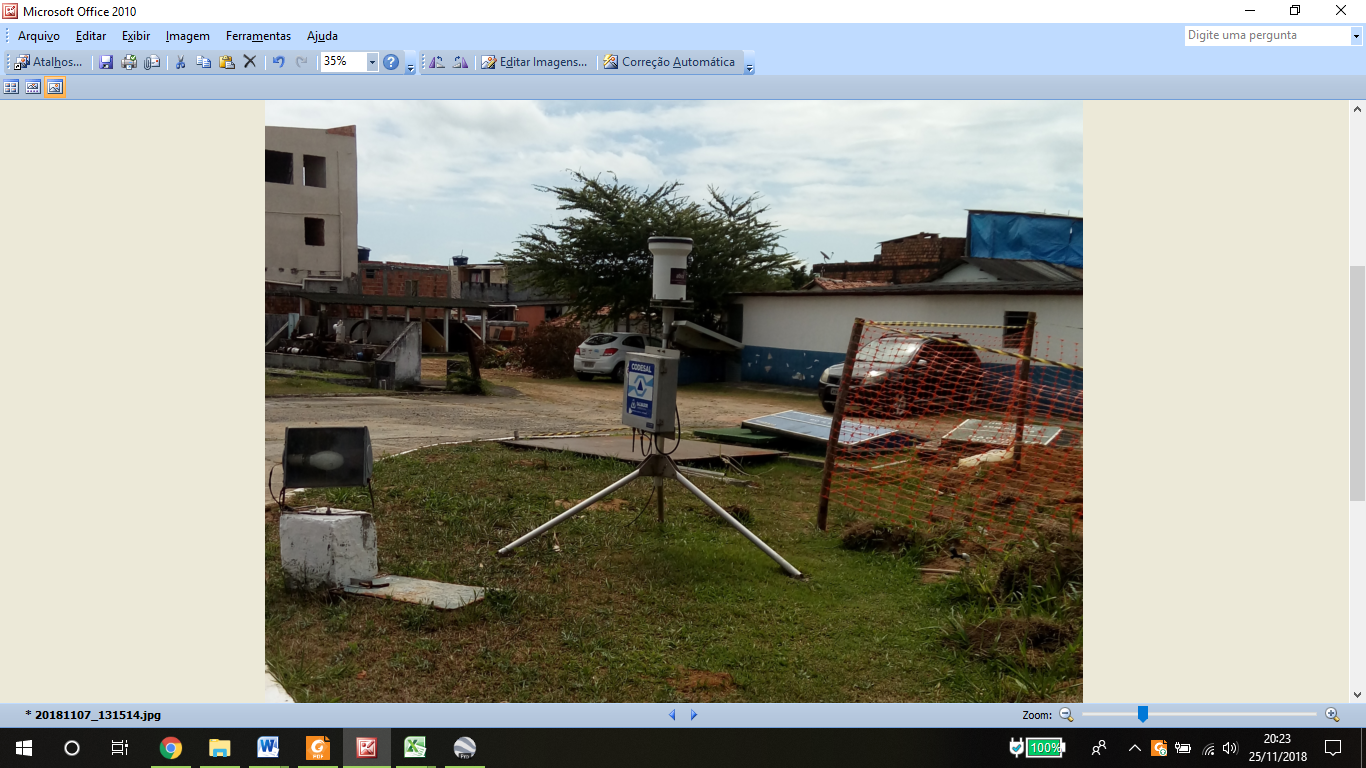 Microsoft Office 2010
Arquivo Editar Exibir Imagem Ferramentas Ajuda
Digite uma pergunta
Atalhos... 35% Editar Imagens... Correção Automática
CODESAL
* 20181107_131514.jpg
Zoom:
100%
20:23
25/11/2018